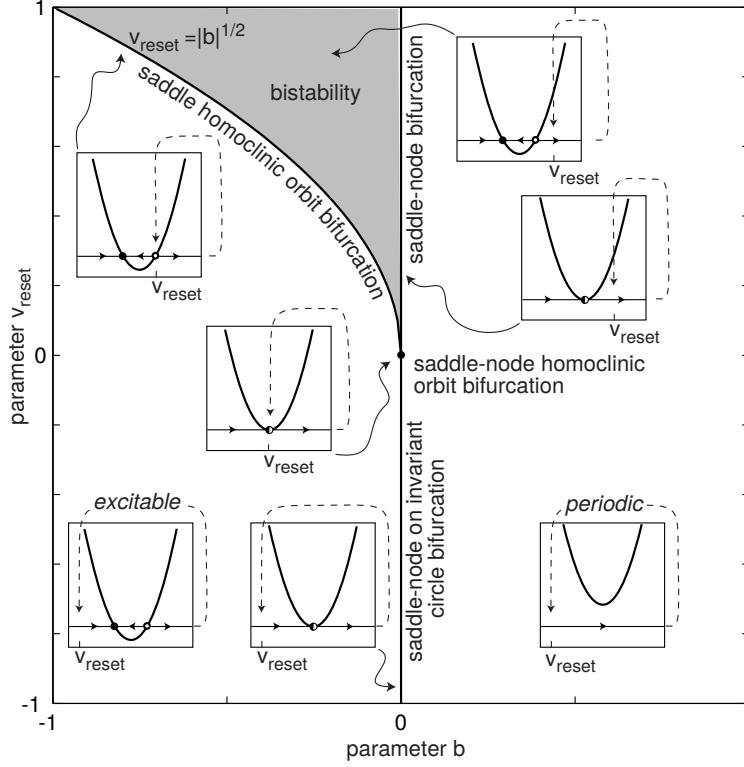 1
v_reset =|b|^1/2
bistability
saddle homoclinic orbit bifurcation
saddle-node bifurcation
v_reset
v_reset
v_reset
parameter v_reset
0
saddle-node homoclinic
orbit bifurcation
v_reset
saddle-node on invariant
circle bifurcation
excitable
periodic
v_reset
v_reset
v_reset
-1
-1
0
1
parameter b